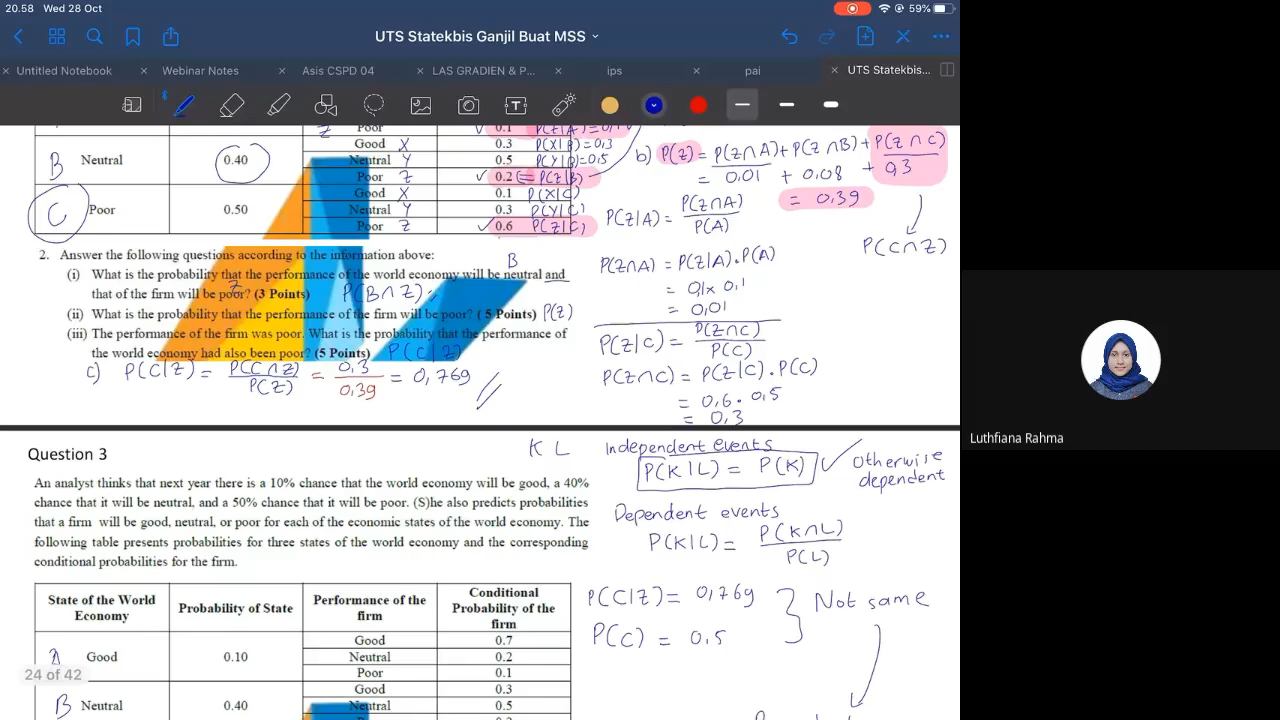 20.58 Wed 28 Oct
59%
UTS Statekbis Ganjil Buat MSS
Untitled Notebook
Webinar Notes
Asis CSPD 04
LAS GRADIEN & P...
ips
pai
UTS Statekbis...
Z Poor 0.1 P(Z|A)=0,1
B Neutral 0.40
Good X 0.3 P(X|B)=0.3
Neutral Y 0.5 P(Y|B)=0,5
Poor Z 0.2 (= P(Z|B)
C Poor 0.50
Good X 0.1 P(X|C)
Neutral Y 0.3 P(Y|C)
Poor Z 0.6 P(Z|C)
b) P(Z) = P(Z∩A) + P(Z∩B) + P(Z∩C)
= 0.01 + 0.08 + 0,3
= 0.39
P(C∩Z)
P(Z|A) = P(Z∩A)
P(A)
P(Z∩A) = P(Z|A) . P(A)
= 0,1 x 0,1
= 0,01
P(Z|C) = P(Z∩C)
P(C)
P(Z∩C) = P(Z|C) . P(C)
= 0,6 . 0,5
= 0,3
2. Answer the following questions according to the information above:
B
(i) What is the probability that the performance of the world economy will be neutral and
Z
that of the firm will be poor? (3 Points) P(B∩Z)
(ii) What is the probability that the performance of the firm will be poor? ( 5 Points) P(Z)
(iii) The performance of the firm was poor. What is the probability that the performance of
the world economy had also been poor? (5 Points) P(C|Z)
c) P(C|Z) = P(C∩Z) = 0.3 = 0,769
P(Z) 0.39
Question 3
K L
Independent events
P(K|L) = P(K)
Otherwise
dependent
Dependent events
P(K|L) = P(K∩L)
P(L)
P(C|Z) = 0,769
P(C) = 0,5
Not same
An analyst thinks that next year there is a 10% chance that the world economy will be good, a 40%
chance that it will be neutral, and a 50% chance that it will be poor. (S)he also predicts probabilities
that a firm will be good, neutral, or poor for each of the economic states of the world economy. The
following table presents probabilities for three states of the world economy and the corresponding
conditional probabilities for the firm.
State of the World Economy
Probability of State
Performance of the firm
Conditional Probability of the firm
A Good 0.10
Good 0.7
Neutral 0.2
Poor 0.1
B Neutral 0.40
Good 0.3
Neutral 0.5
24 of 42
Luthfiana Rahma